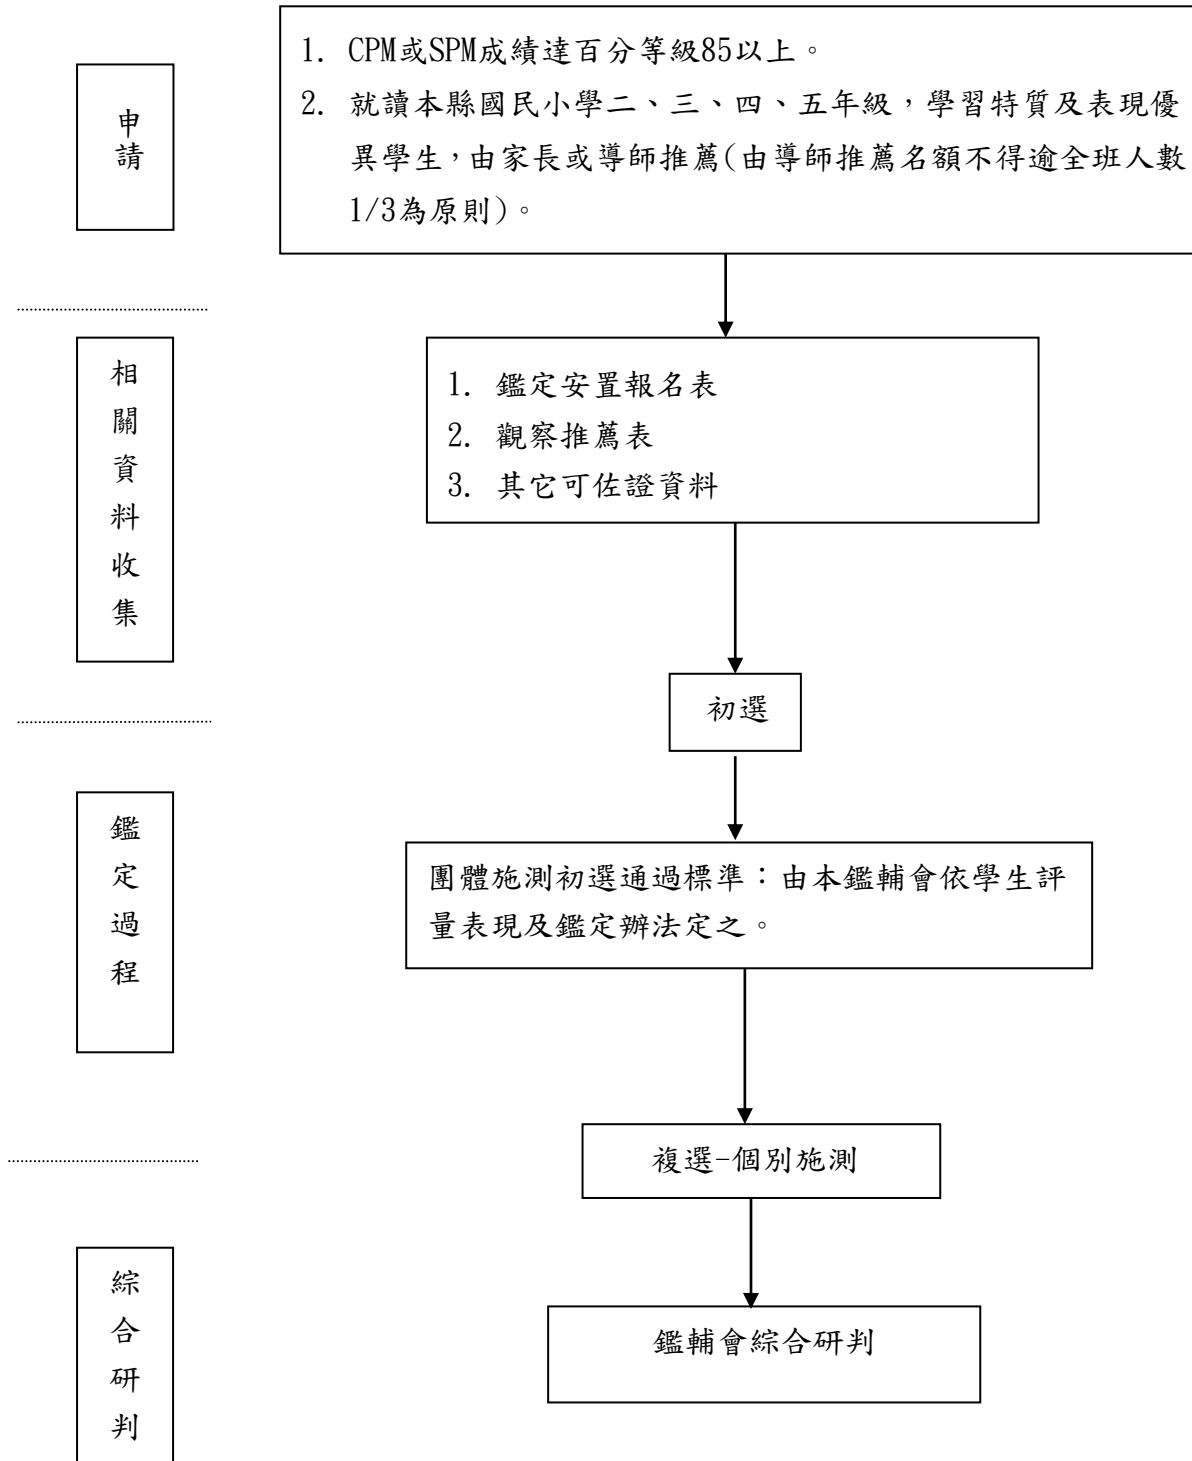 申請
1. CPM或SPM成績達百分等級85以上。
2. 就讀本縣國民小學二、三、四、五年級，學習特質及表現優
異學生，由家長或導師推薦(由導師推薦名額不得逾全班人數
1/3為原則)。
相關資料收集
1. 鑑定安置報名表
2. 觀察推薦表
3. 其它可佐證資料
初選
鑑定過程
團體施測初選通過標準：由本鑑輔會依學生評
量表現及鑑定辦法定之。
複選-個別施測
綜合研判
鑑輔會綜合研判